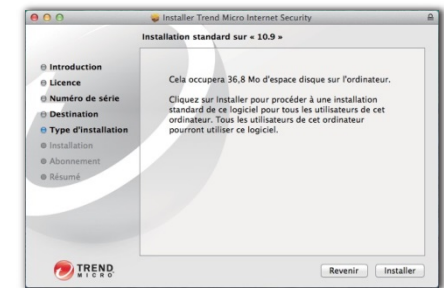 Installer Trend Micro Internet Security
Installation standard sur « 10.9 »
Introduction
Licence
Numéro de série
Destination
Type d'installation
Installation
Abonnement
Résumé
Cela occupera 36,8 Mo d'espace disque sur l'ordinateur.
Cliquez sur Installer pour procéder à une installation
standard de ce logiciel pour tous les utilisateurs de cet
ordinateur. Tous les utilisateurs de cet ordinateur
pourront utiliser ce logiciel.
TREND
MICRO
Revenir
Installer